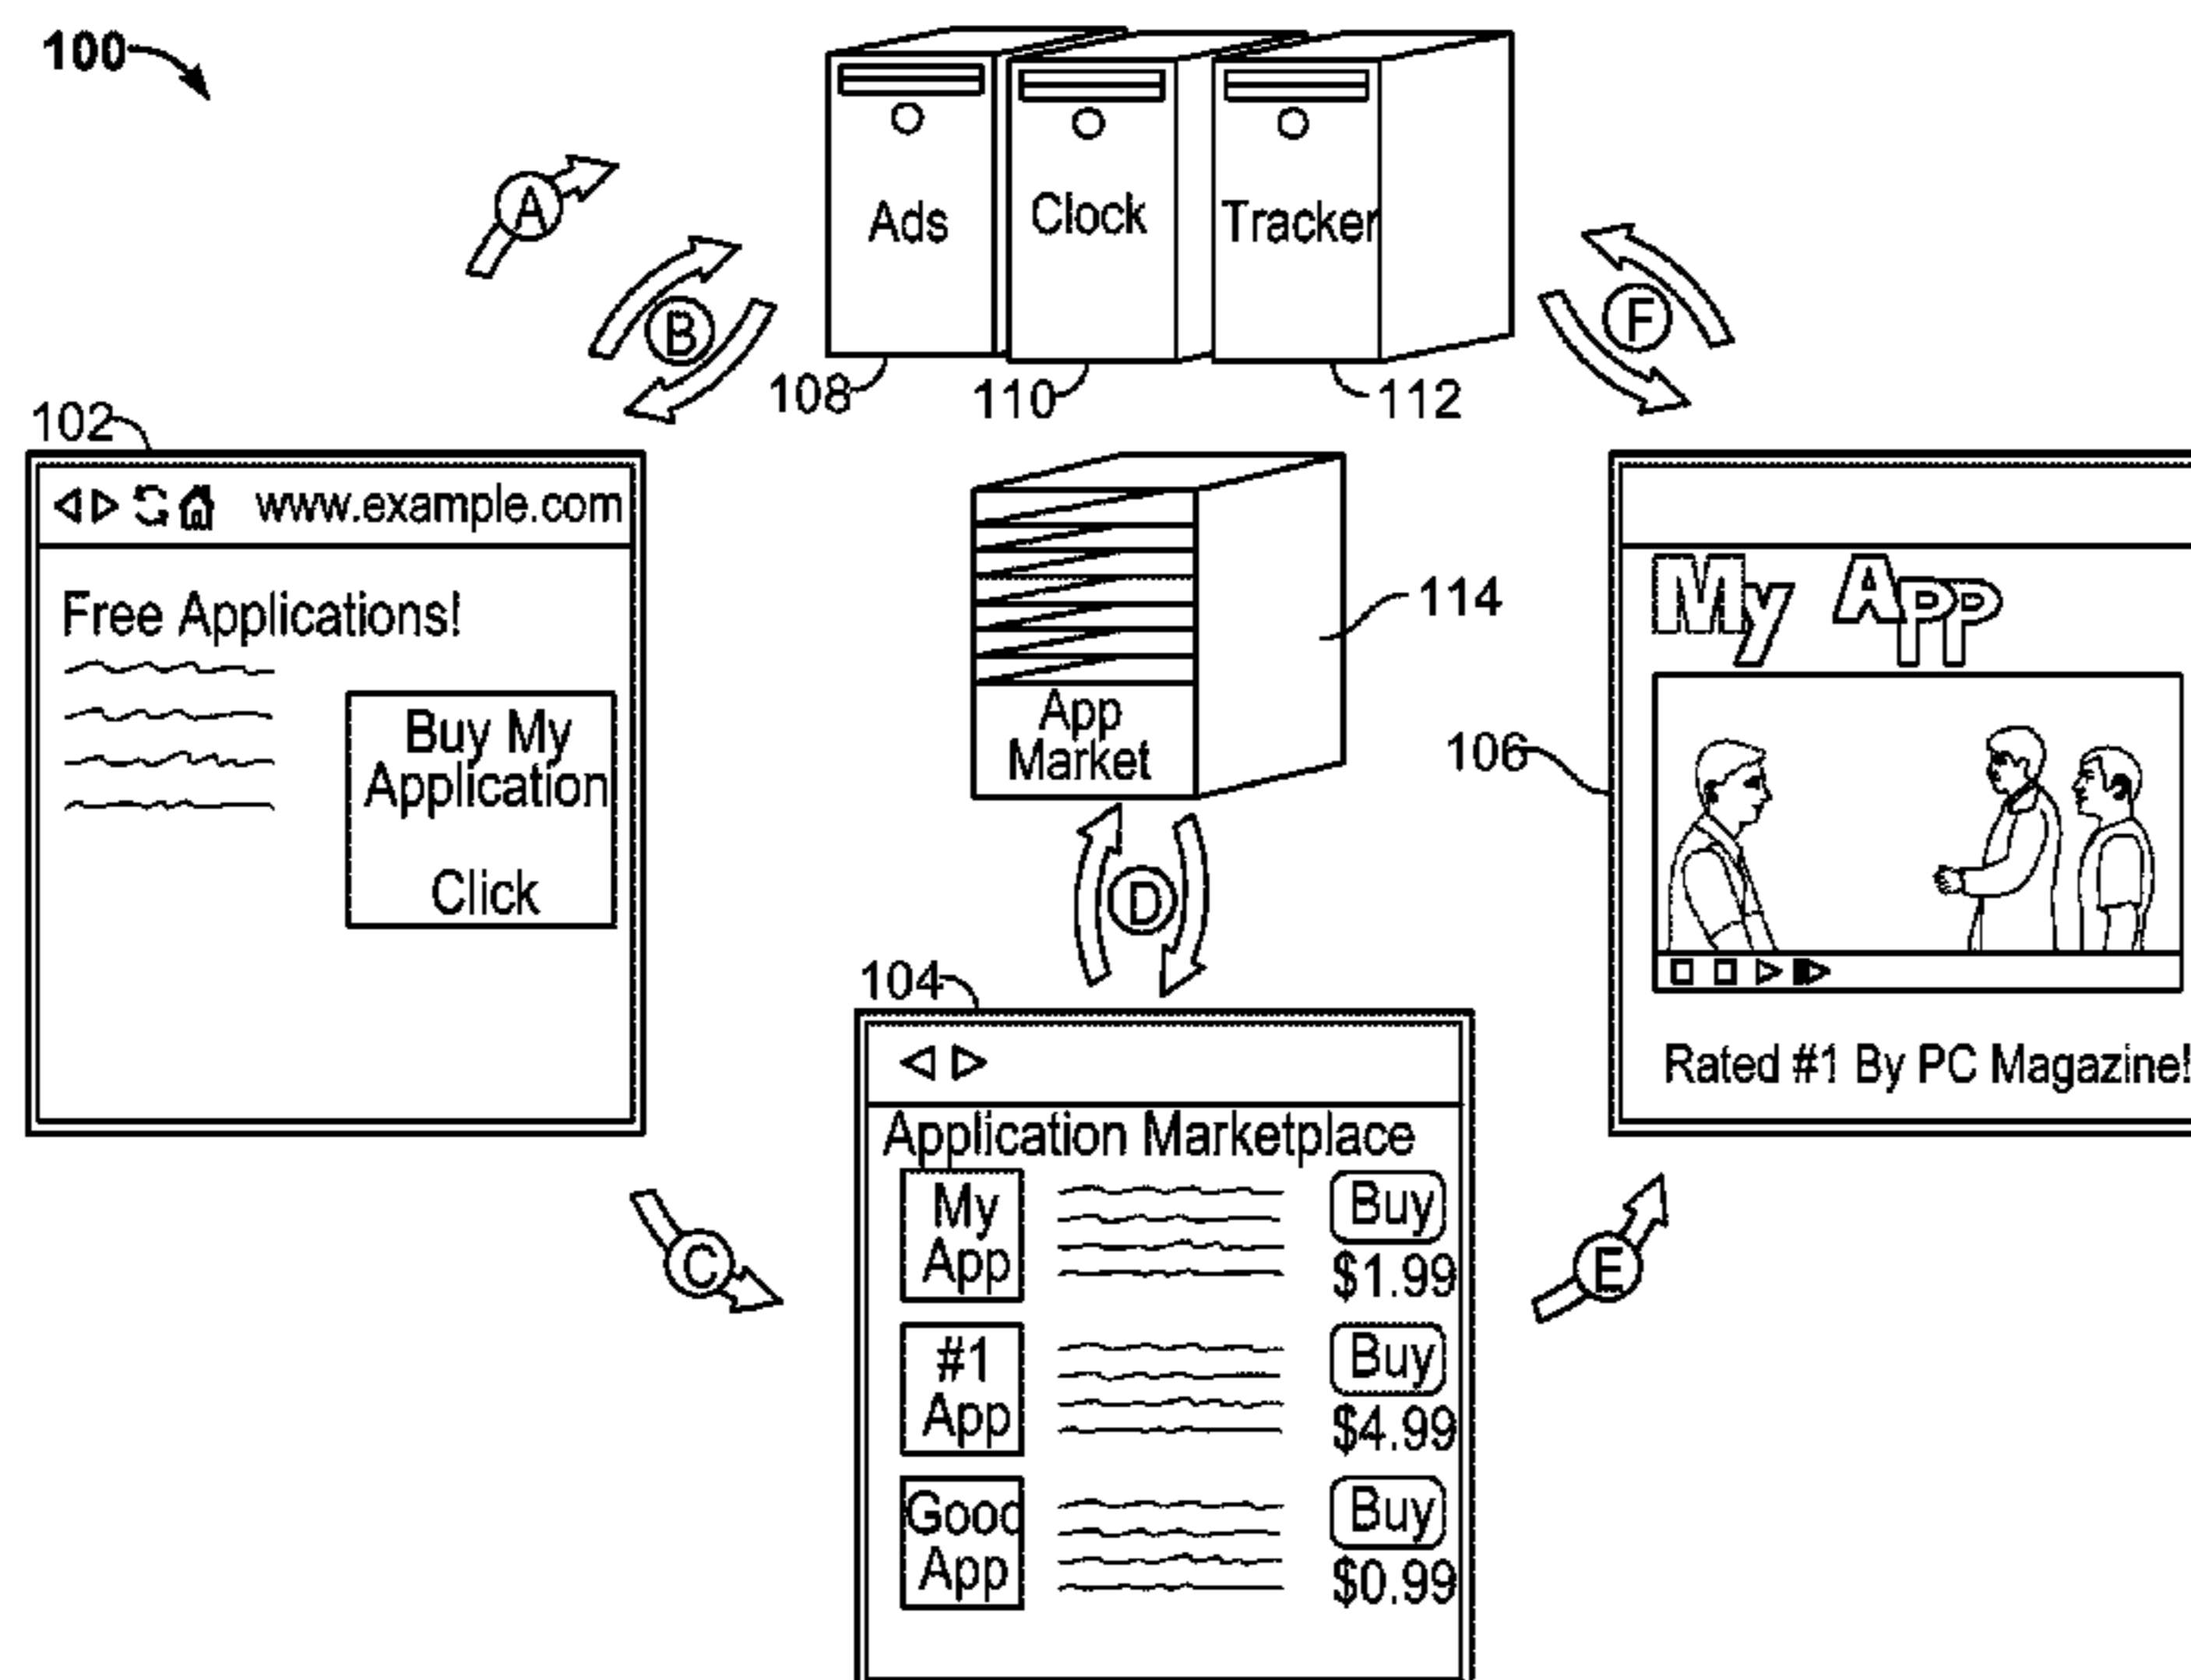 100
A
B
Ads
Clock
Tracker
F
108
110
112
102
www.example.com
Free Applications!
Buy My
Application
Click
App
Market
114
106
My App
Rated #1 By PC Magazine!
D
104
Application Marketplace
My
App
Buy
$1.99
#1
App
Buy
$4.99
Good
App
Buy
$0.99
C
E